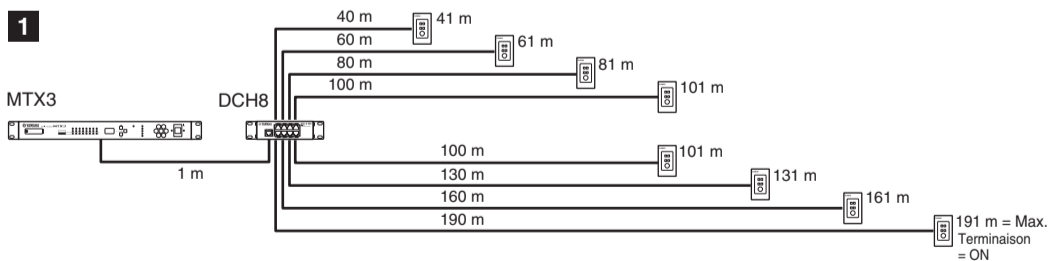 1
40 m
41 m
60 m
61 m
80 m
81 m
100 m
101 m
MTX3
DCH8
1 m
100 m
101 m
130 m
131 m
160 m
161 m
190 m
191 m = Max.
Terminaison
= ON